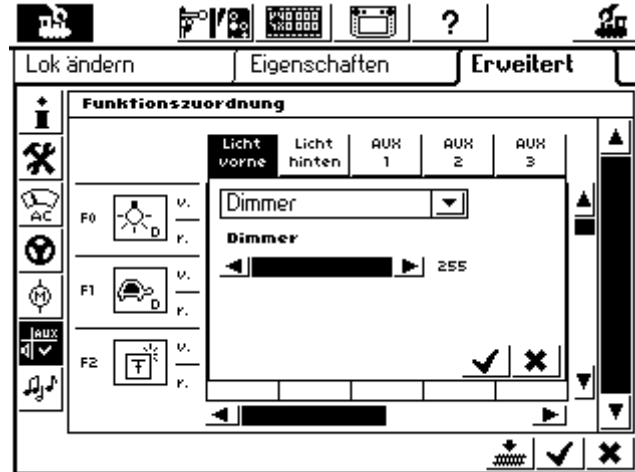 ?
Lok ändern Eigenschaften Erweitert
i Funktionszuordnung
Licht vorne Licht hinten AUX 1 AUX 2 AUX 3
AC
F0 D v. r.
Dimmer
Dimmer
255
F1 D v. r.
M
AUX
F2 T v. r.